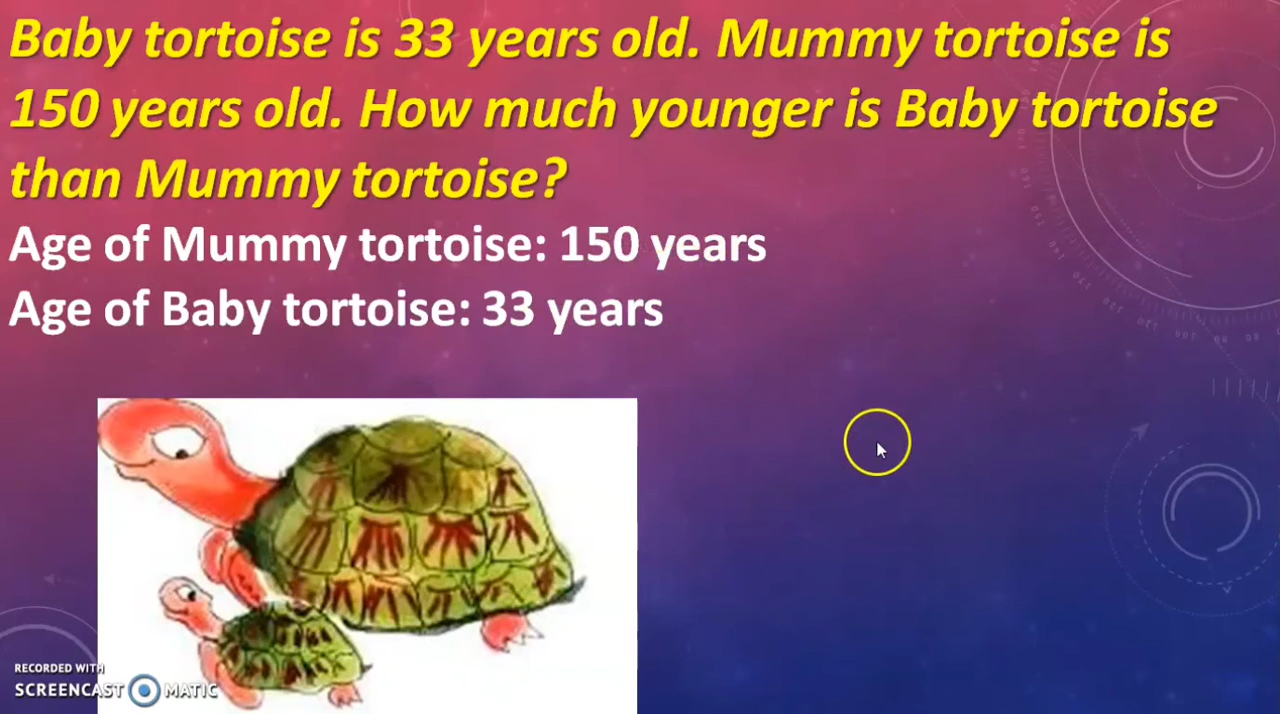 Baby tortoise is 33 years old. Mummy tortoise is
150 years old. How much younger is Baby tortoise
than Mummy tortoise?
Age of Mummy tortoise: 150 years
Age of Baby tortoise: 33 years
RECORDED WITH
SCREENCAST MATIC